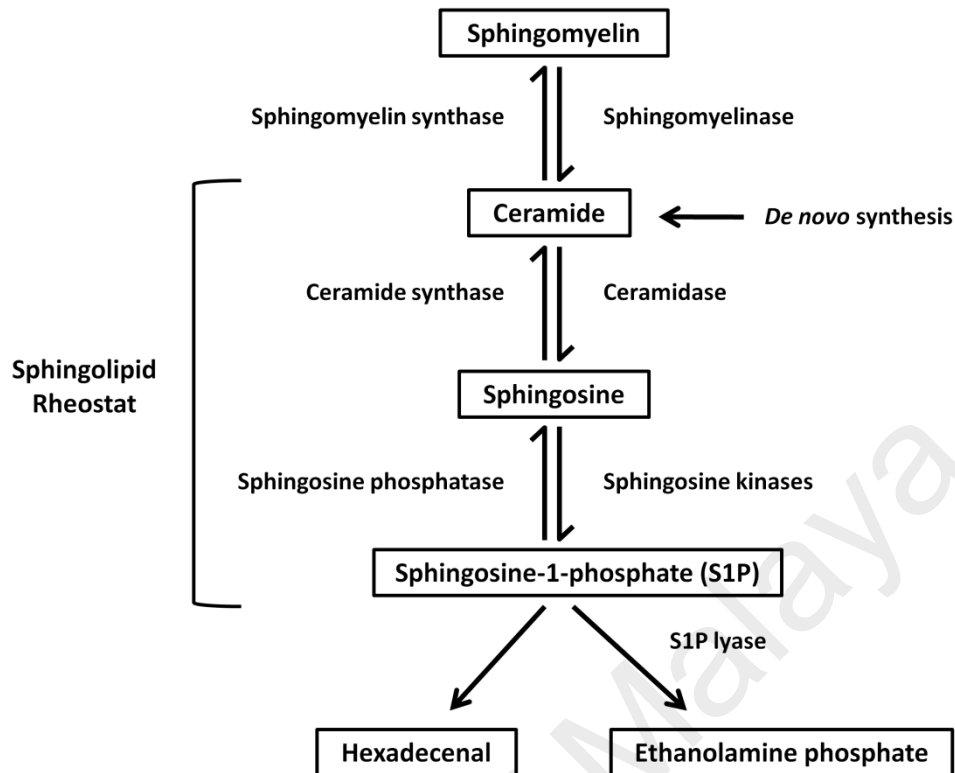 Sphingomyelin
Sphingomyelin synthase
Sphingomyelinase
Ceramide
De novo synthesis
Ceramide synthase
Ceramidase
Sphingolipid
Rheostat
Sphingosine
Sphingosine phosphatase
Sphingosine kinases
Sphingosine-1-phosphate (S1P)
S1P lyase
Hexadecenal
Ethanolamine phosphate
Malaya